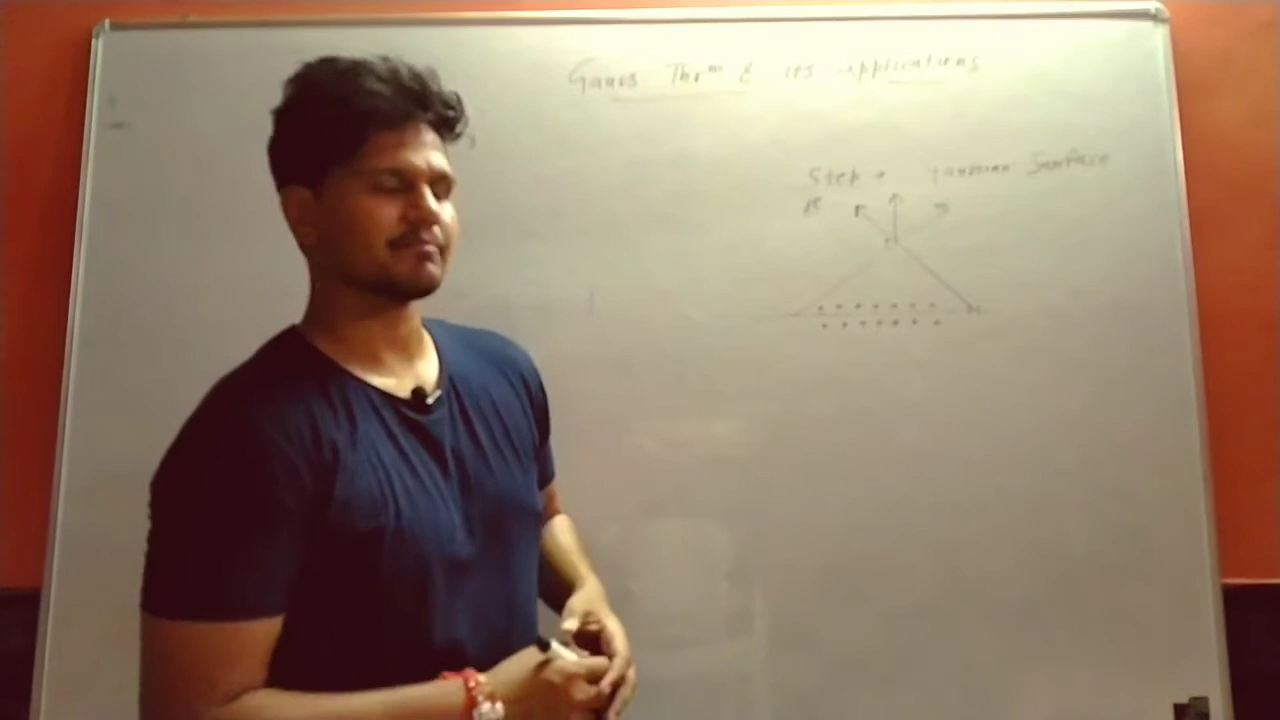 Gauss Thrm & its applications
Step → gaussian Surface